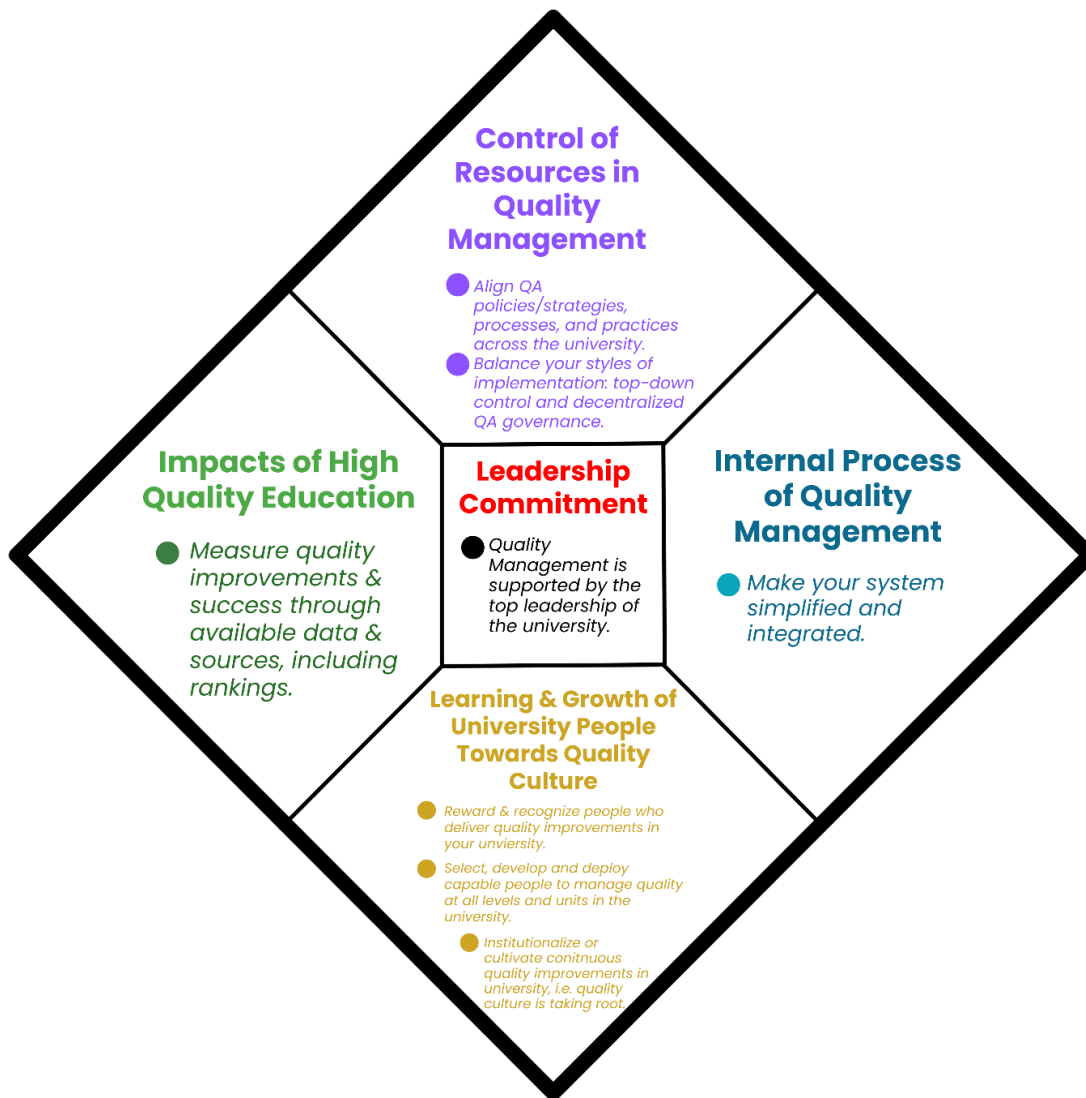 Control of
Resources in
Quality
Management
Align QA
policies/strategies,
processes, and practices
across the university.
Balance your styles of
implementation: top-down
control and decentralized
QA governance.
Impacts of High
Quality Education
Measure quality
improvements &
success through
available data &
sources, including
rankings.
Leadership
Commitment
Quality
Management is
supported by the
top leadership of
the university.
Internal Process
of Quality
Management
Make your system
simplified and
integrated.
Learning & Growth of
University People
Towards Quality
Culture
Reward & recognize people who
deliver quality improvements in
your unviersity.
Select, develop and deploy
capable people to manage quality
at all levels and units in the
university.
Institutionalize or
cultivate conitnuous
quality improvements in
university, i.e. quality
culture is taking root.